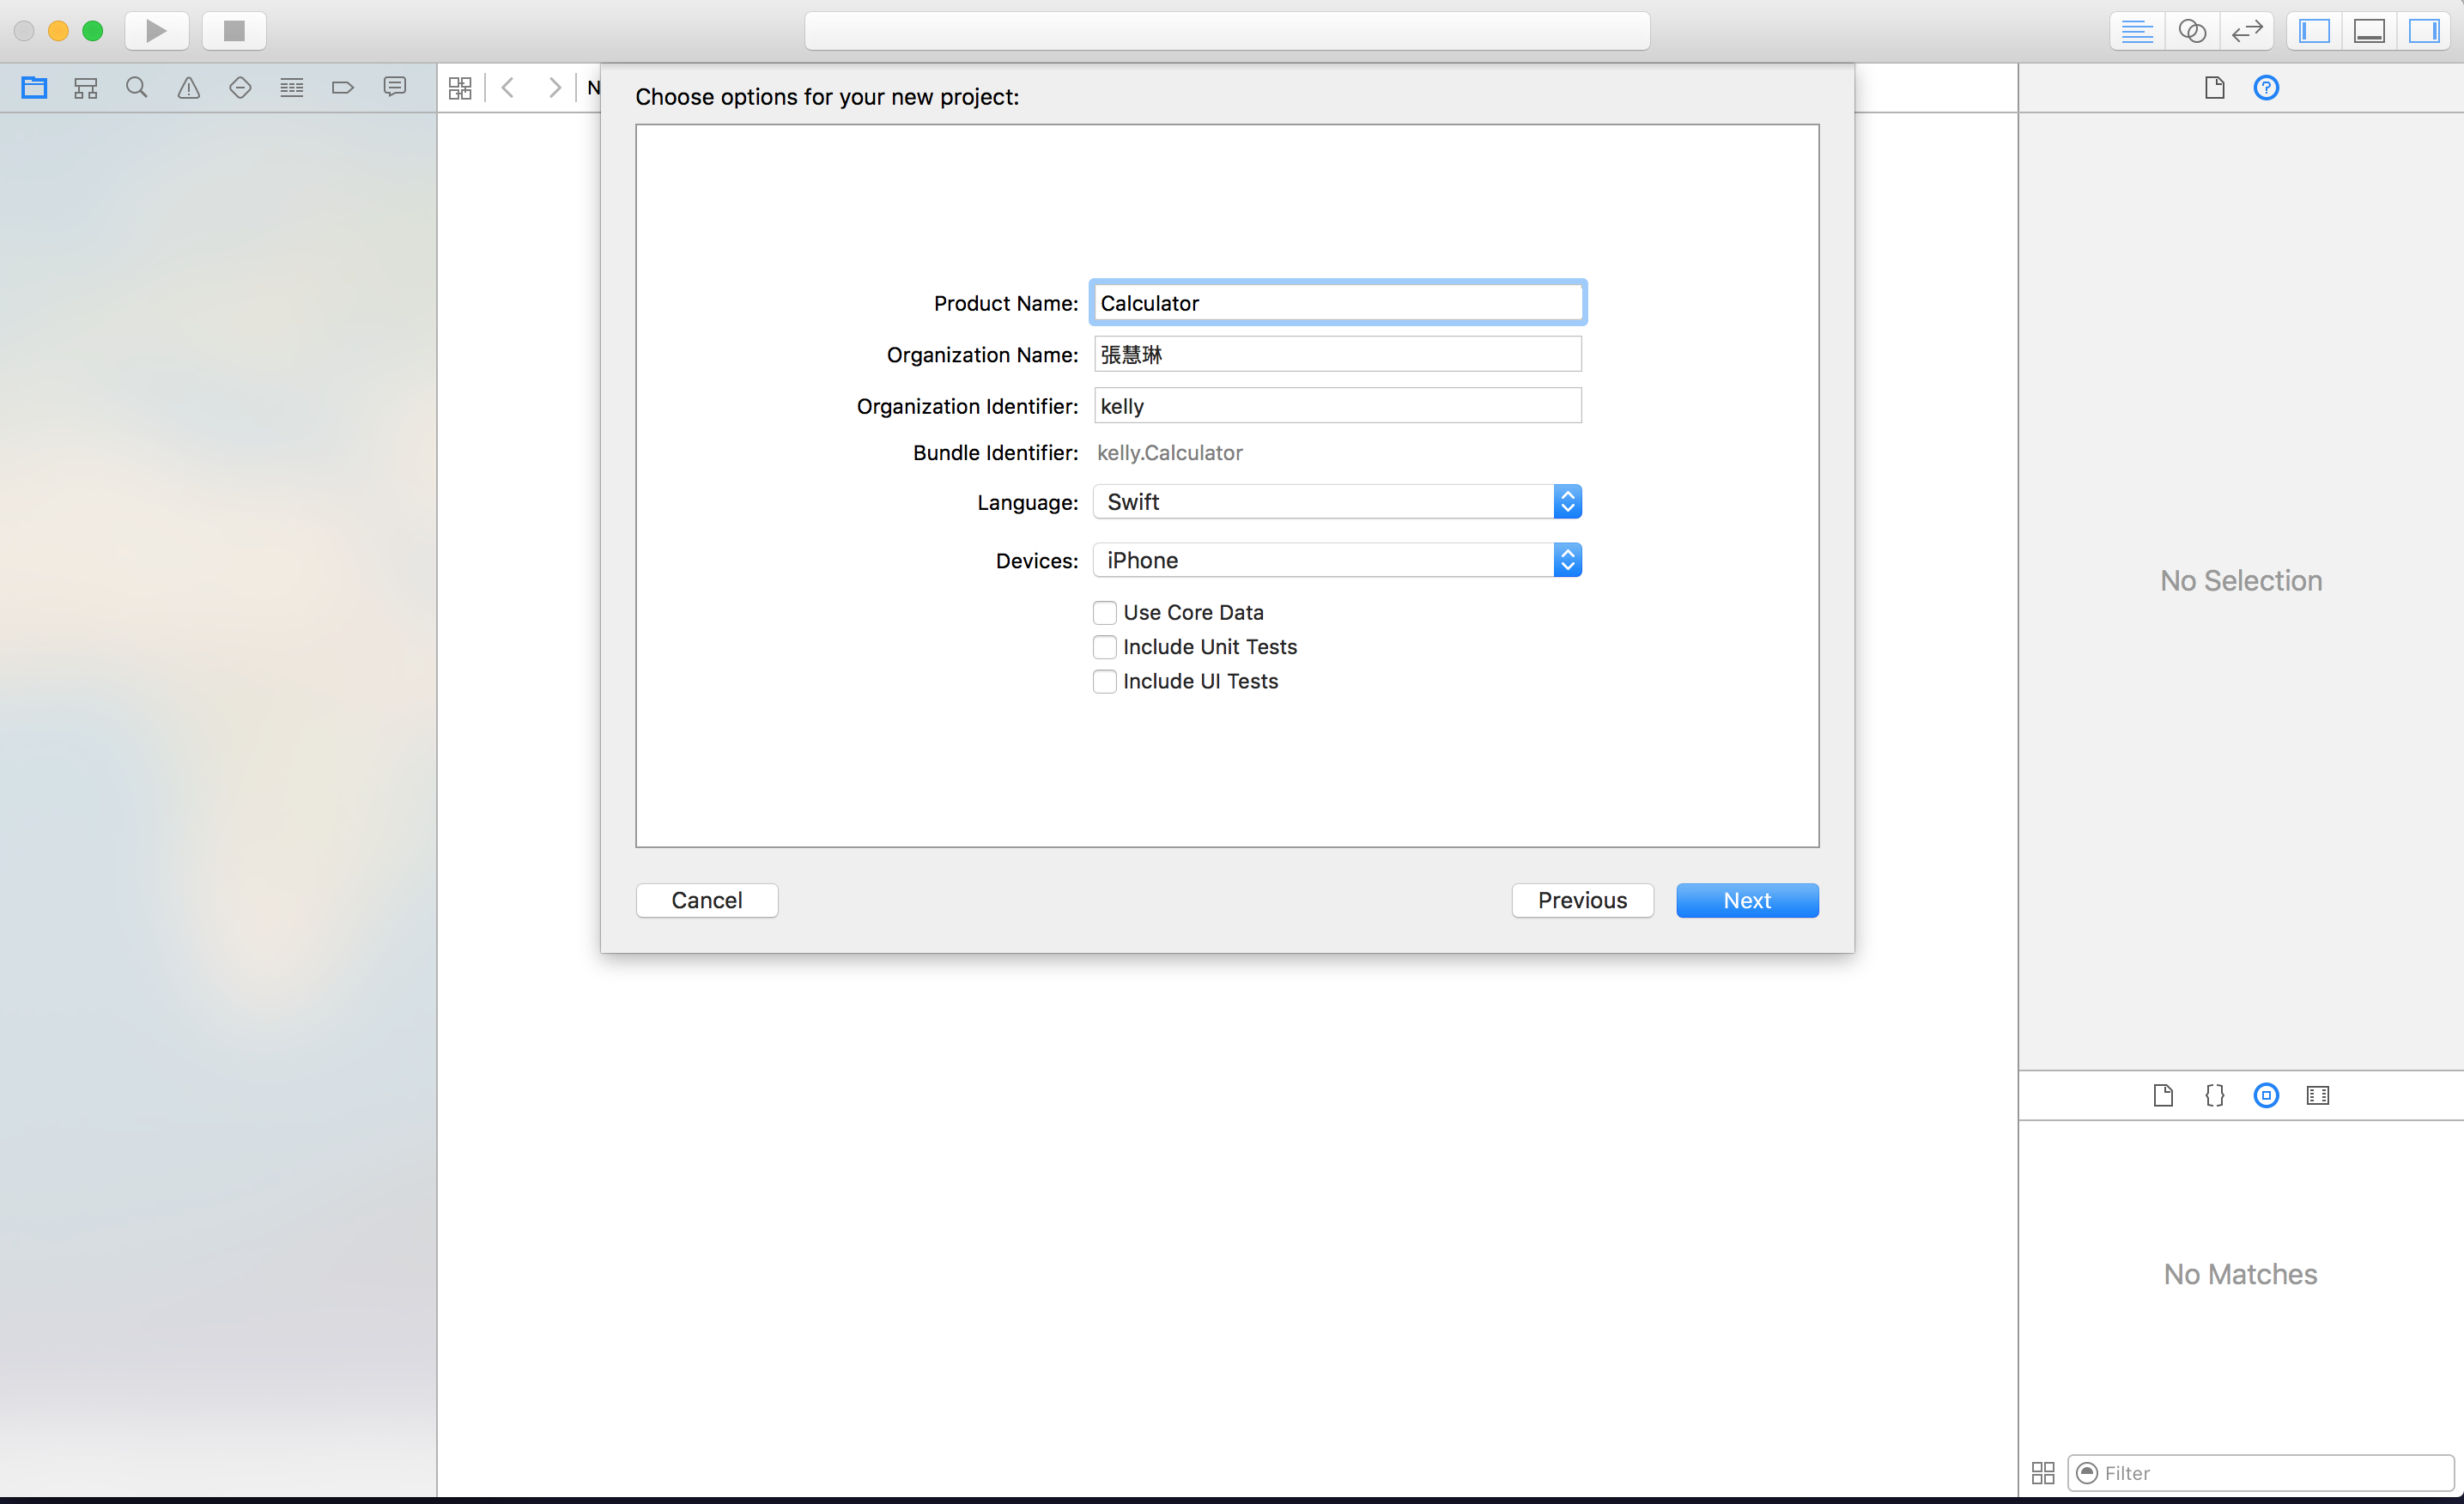 N
Choose options for your new project:
Product Name: Calculator
Organization Name: 張慧琳
Organization Identifier: kelly
Bundle Identifier: kelly.Calculator
Language: Swift
Devices: iPhone
Use Core Data
Include Unit Tests
Include UI Tests
Cancel Previous Next
No Selection
No Matches
Filter